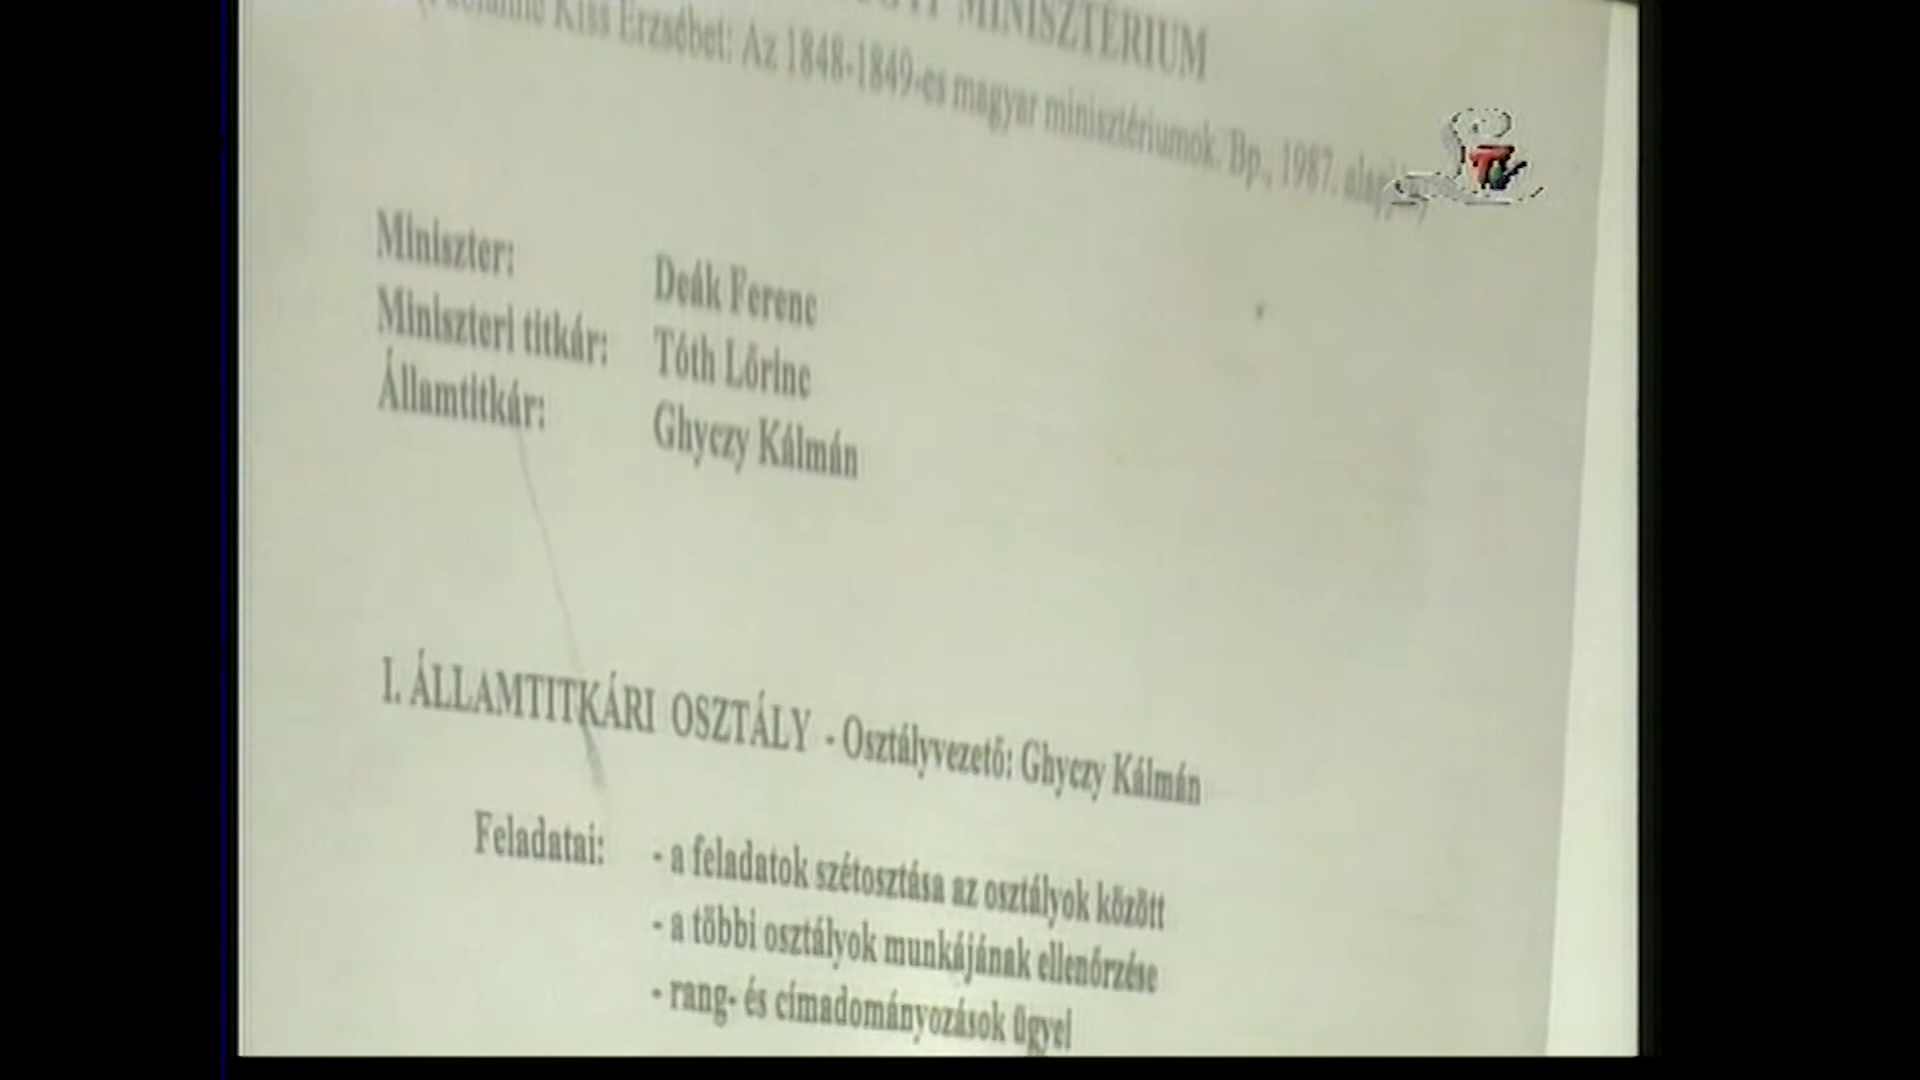 MINISZTÉRIUM
Kiss Erzsébet: Az 1848-1849-es magyar minisztériumok. Bp., 1987.
Miniszter: Deák Ferenc
Miniszteri titkár: Tóth Lőrinc
Államtitkár: Ghyczy Kálmán
I. ÁLLAMTITKÁRI OSZTÁLY - Osztályvezető: Ghyczy Kálmán
Feladatai: - a feladatok szétosztása az osztályok között
- a többi osztályok munkájának ellenőrzése
- rang- és címadományozások ügyei